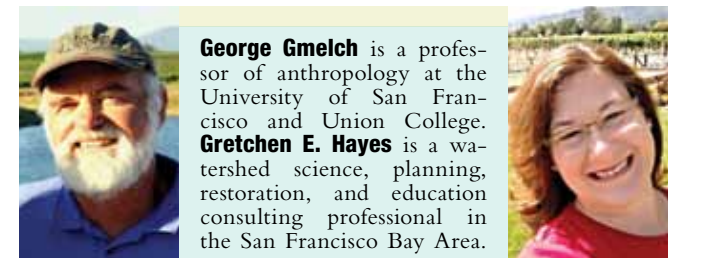 George Gmelch is a profes-
sor of anthropology at the
University of San Fran-
cisco and Union College.
Gretchen E. Hayes is a wa-
tershed science, planning,
restoration, and education
consulting professional in
the San Francisco Bay Area.